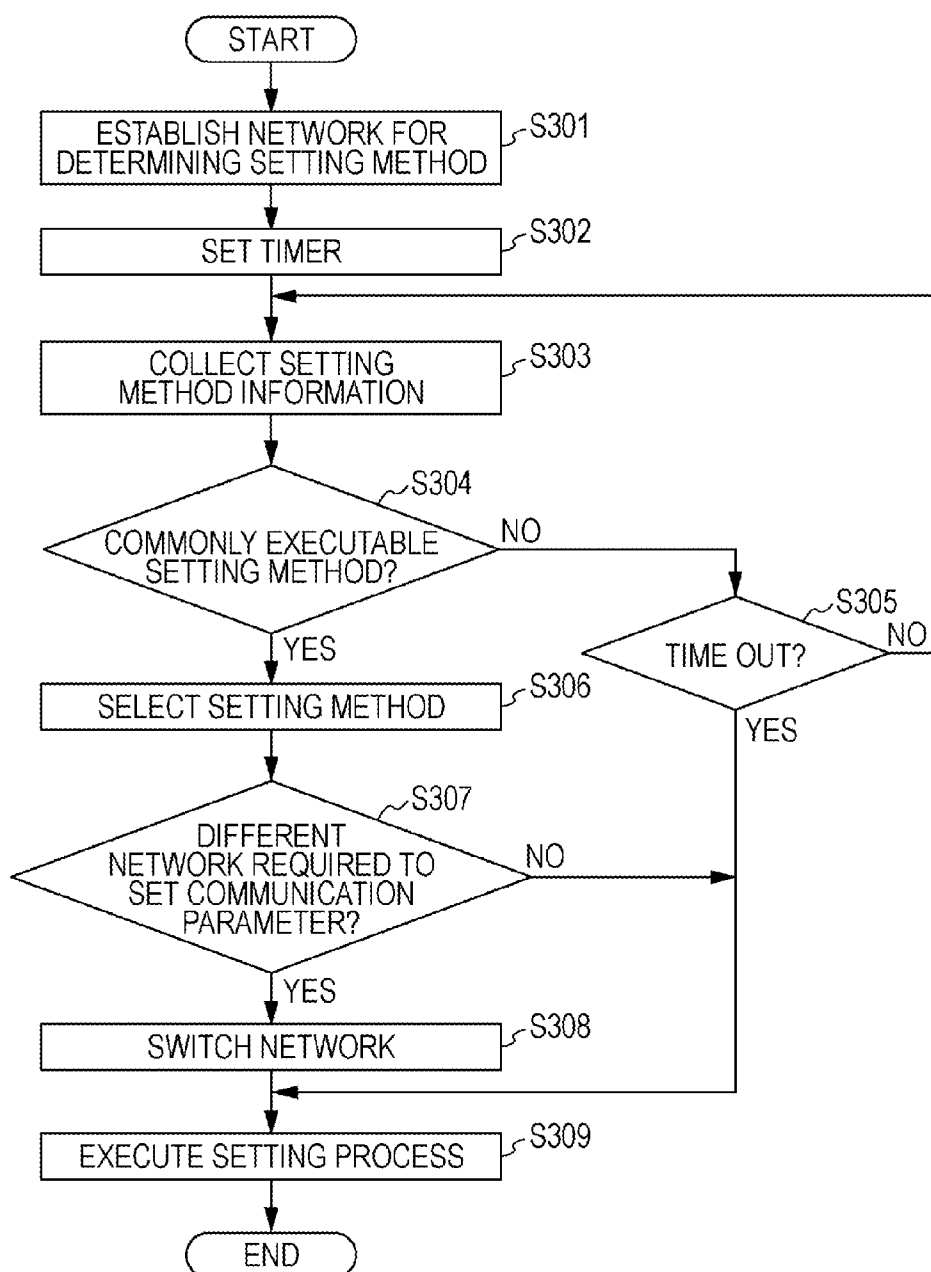 START
ESTABLISH NETWORK FOR
DETERMINING SETTING METHOD
S301
SET TIMER
S302
COLLECT SETTING
METHOD INFORMATION
S303
COMMONLY EXECUTABLE
SETTING METHOD?
S304
NO
YES
TIME OUT?
S305
NO
YES
SELECT SETTING METHOD
S306
DIFFERENT
NETWORK REQUIRED TO
SET COMMUNICATION
PARAMETER?
S307
NO
YES
SWITCH NETWORK
S308
EXECUTE SETTING PROCESS
S309
END